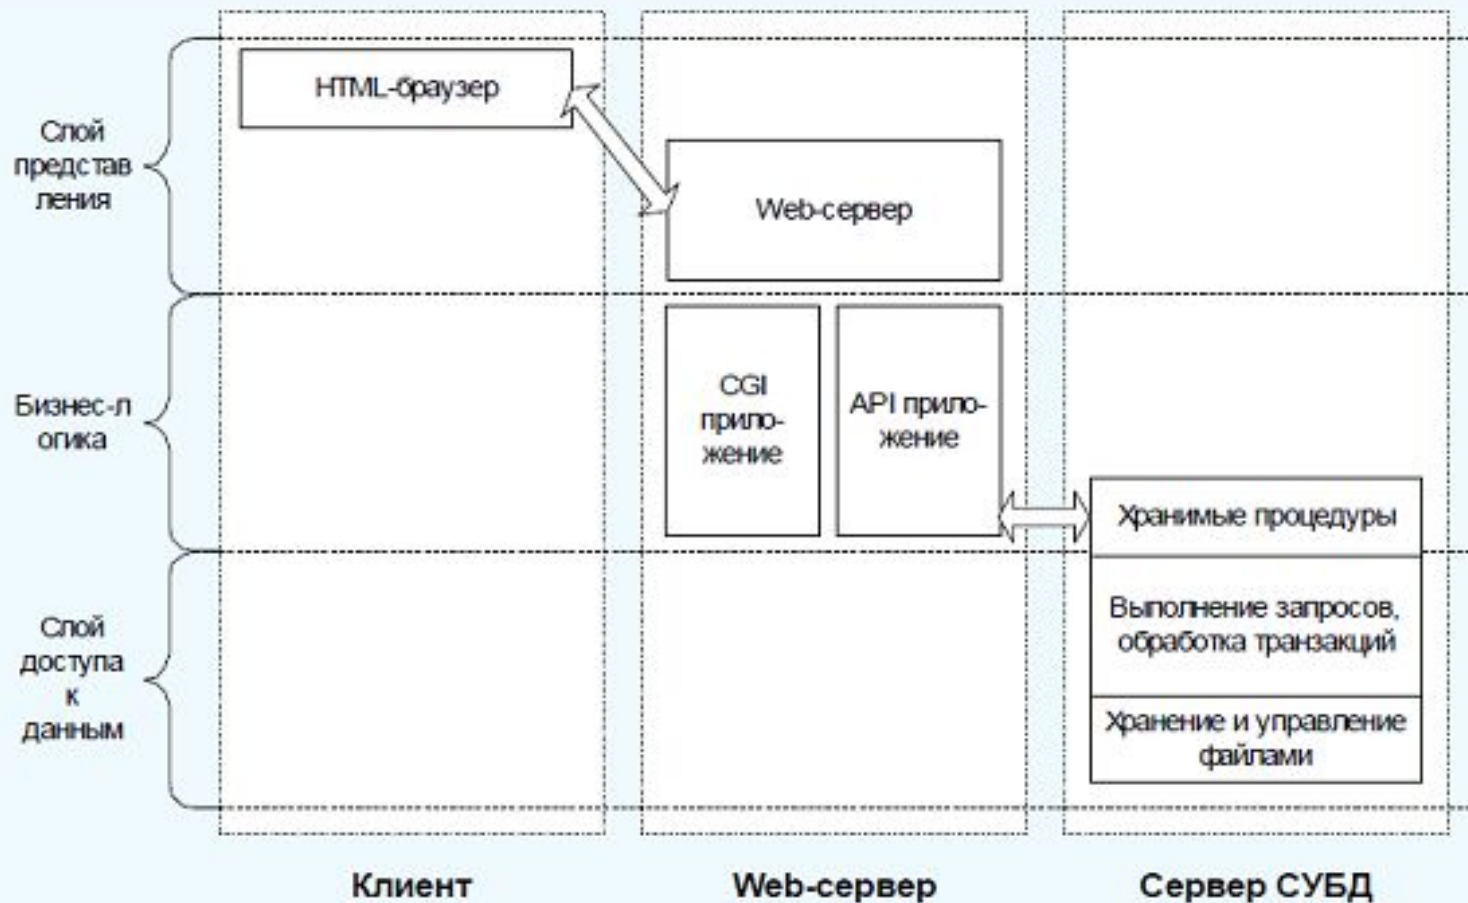 HTML-браузер
Слой
представ
ления
Web-сервер
CGI
прило-
жение
API прило-
жение
Бизнес-л
огика
Хранимые процедуры
Выполнение запросов,
обработка транзакций
Слой
доступа
к
данным
Хранение и управление
файлами
Клиент
Web-сервер
Сервер СУБД